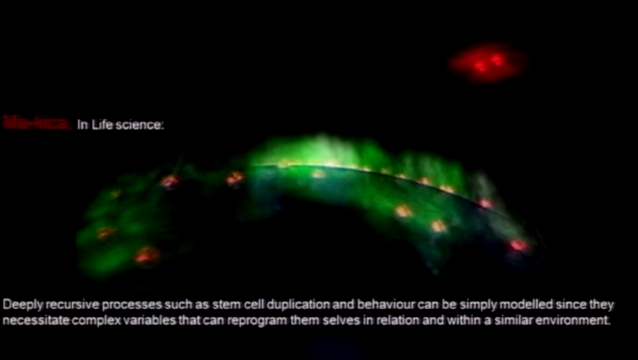 In Life science:
Deeply recursive processes such as stem cell duplication and behaviour can be simply modelled since they
necessitate complex variables that can reprogram them selves in relation and within a similar environment.